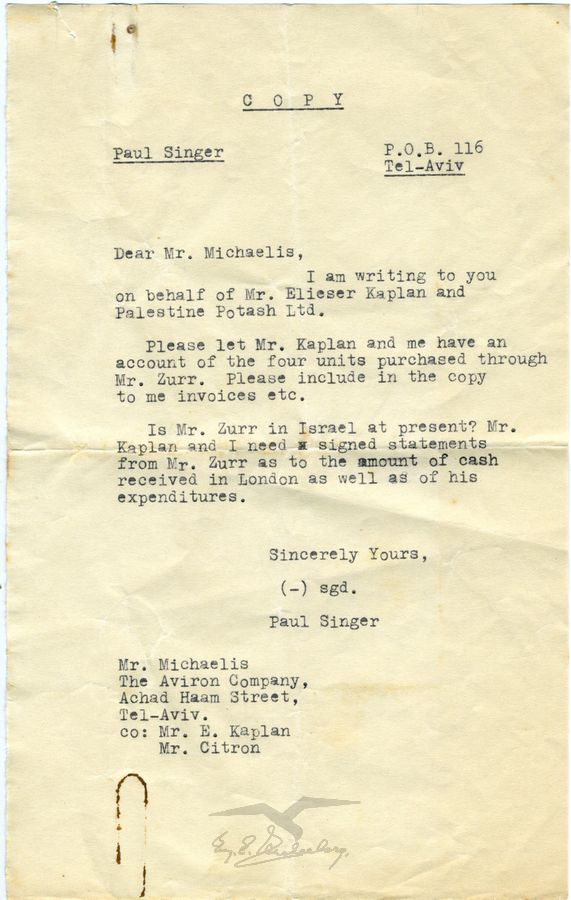 C O P Y
Paul Singer
P.O.B. 116
Tel-Aviv
Dear Mr. Michaelis,
I am writing to you
on behalf of Mr. Elieser Kaplan and
Palestine Potash Ltd.
Please let Mr. Kaplan and me have an
account of the four units purchased through
Mr. Zurr. Please include in the copy
to me invoices etc.
Is Mr. Zurr in Israel at present? Mr.
Kaplan and I need x signed statements
from Mr. Zurr as to the amount of cash
received in London as well as of his
expenditures.
Sincerely Yours,
(-) sgd.
Paul Singer
Mr. Michaelis
The Aviron Company,
Achad Haam Street,
Tel-Aviv.
co: Mr. E. Kaplan
Mr. Citron